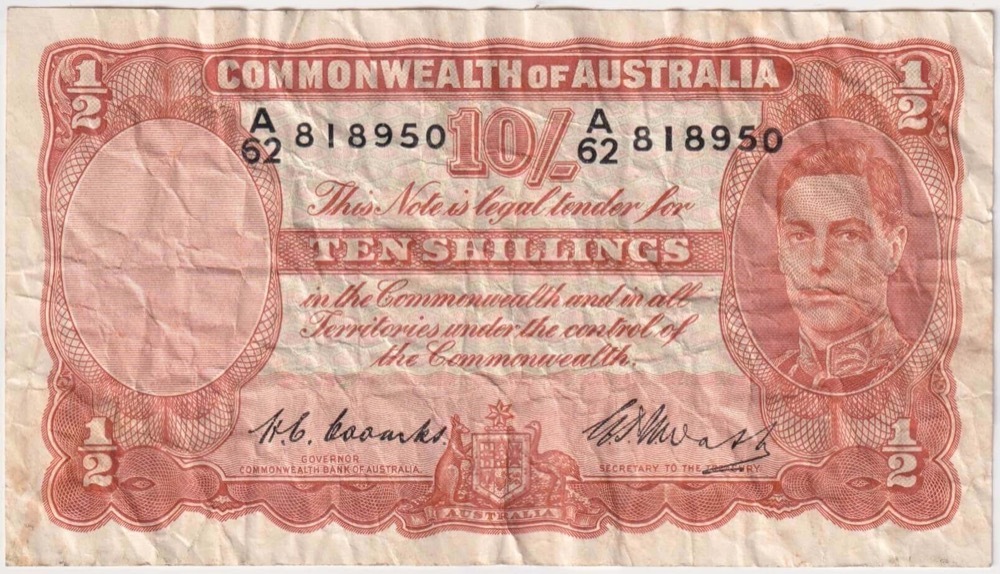 COMMONWEALTH OF AUSTRALIA
1/2
1/2
A/62 818950
10/-
A/62 818950
This Note is legal tender for
TEN SHILLINGS
in the Commonwealth and in all
Territories under the control of
the Commonwealth.
1/2
1/2
H.C. Coombs.
GOVERNOR
COMMONWEALTH BANK OF AUSTRALIA.
SECRETARY TO THE TREASURY
AUSTRALIA